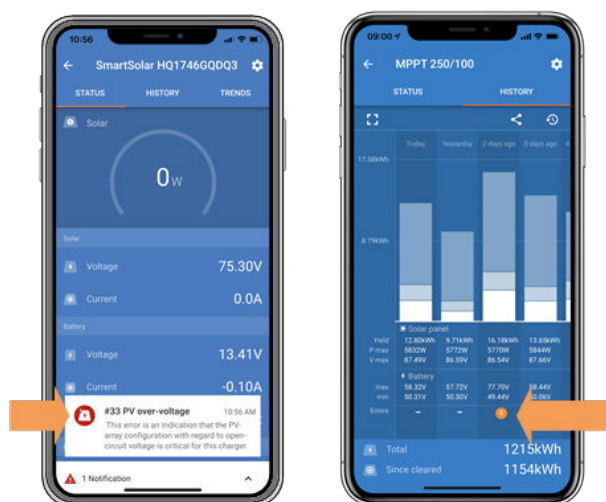 10:56
SmartSolar HQ1746GQDQ3
STATUS HISTORY TRENDS
Solar
0W
Solar
Voltage 75.30V
Current 0.0A
Battery
Voltage 13.41V
Current -0.10A
#33 PV over-voltage 10:56 AM
This error is an indication that the PV-
array configuration with regard to open-
circuit voltage is critical for this charger.
1 Notification
09:00
MPPT 250/100
STATUS HISTORY
Today Yesterday 2 days ago 3 days ago 4
17.58kWh
8.79kWh
Solar panel
Yield 12.80kWh 9.71kWh 16.18kWh 13.65kWh
P max 5832W 5772W 5770W 5844W
V max 87.49V 86.59V 86.54V 87.66V
Battery
max 58.32V 57.72V 77.70V 58.44V
min 50.31V 50.30V 49.44V
Errors – –
Total 1215kWh
Since cleared 1154kWh